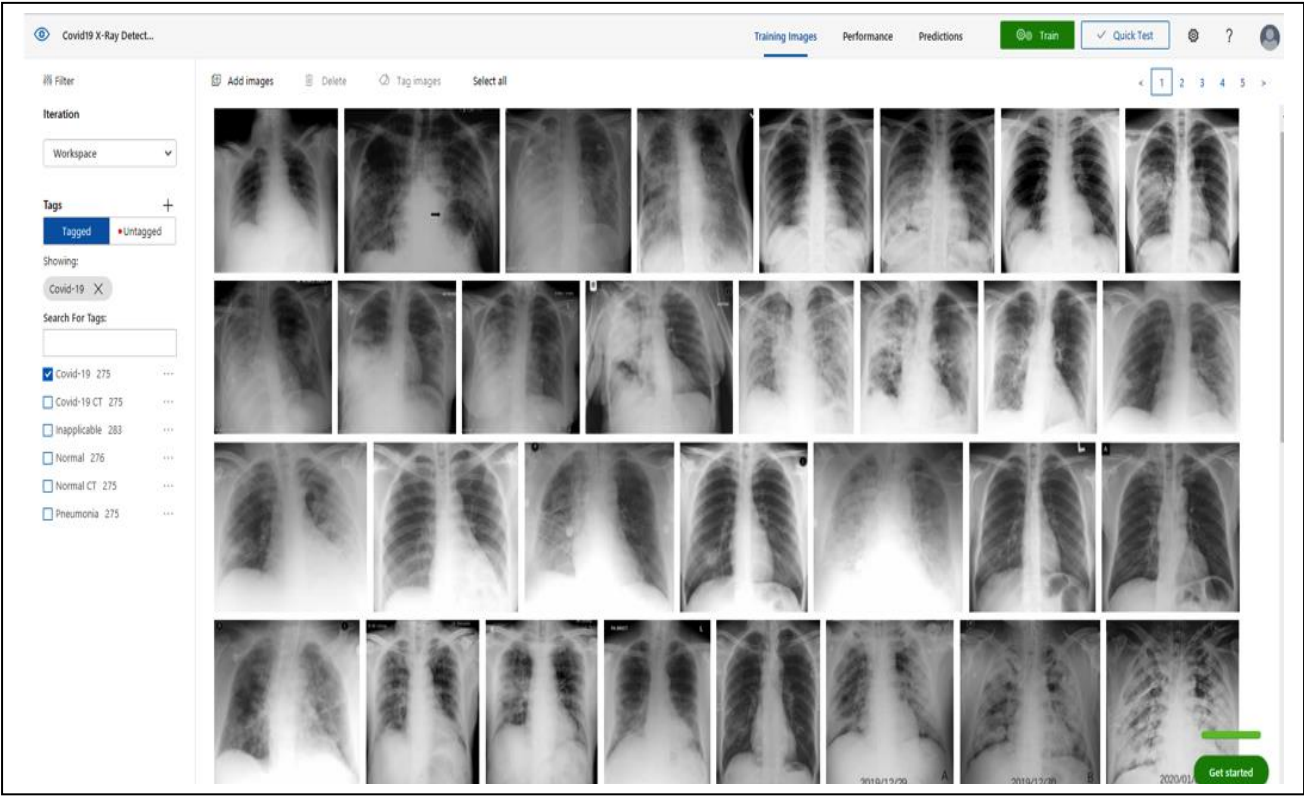 Covid19 X-Ray Detect...
Training Images
Performance
Predictions
Train
Quick Test
?
Filter
Add images
Delete
Tag images
Select all
< 1 2 3 4 5 >
Iteration
Workspace
Tags +
Tagged
Untagged
Showing:
Covid-19 X
Search For Tags:
Covid-19 275 ...
Covid-19 CT 275 ...
Inapplicable 283 ...
Normal 276 ...
Normal CT 275 ...
Pneumonia 275 ...
L
A
L
2019/12/29 A
2019/12/30 B
2020/01/
Get started